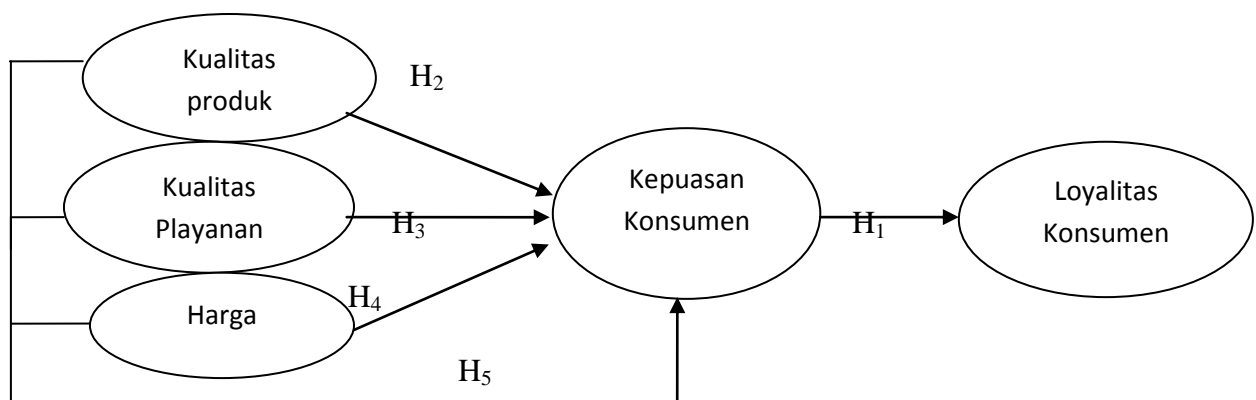 Kualitas
produk
H₂
Kualitas
Playanan
H₃
Harga
H₄
H₅
Kepuasan
Konsumen
H₁
Loyalitas
Konsumen